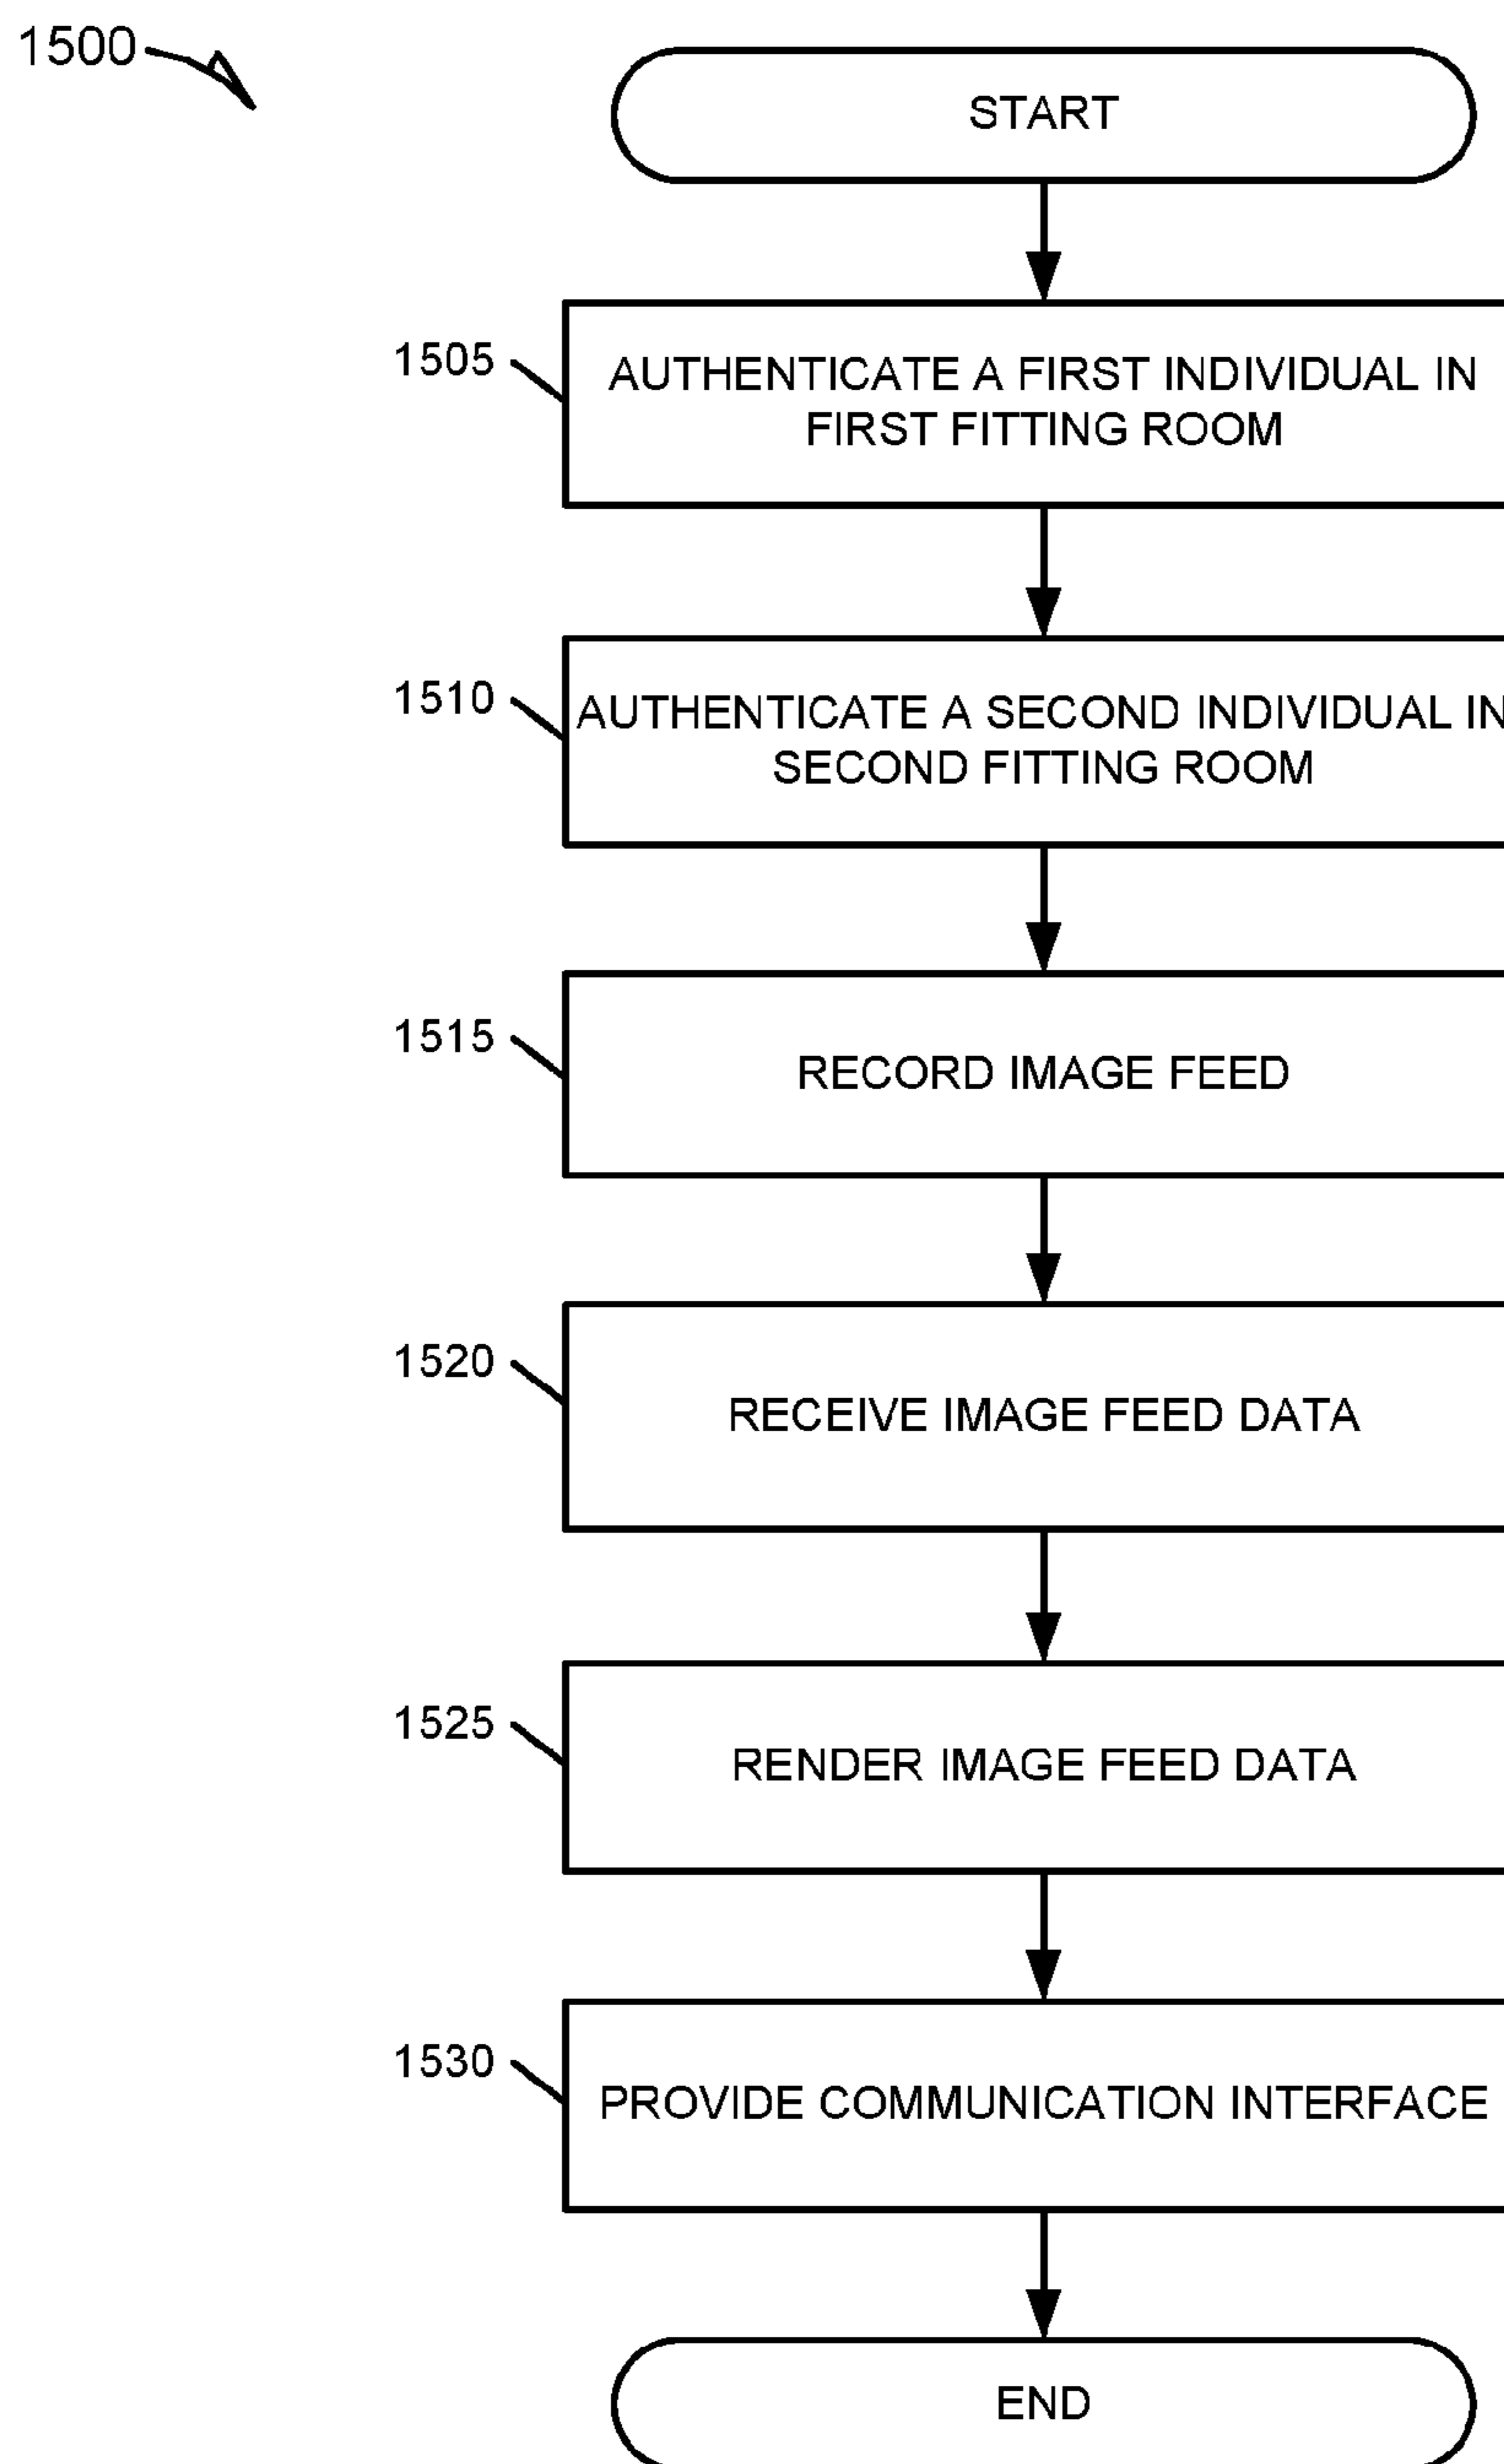 1500
START
1505
AUTHENTICATE A FIRST INDIVIDUAL IN
FIRST FITTING ROOM
1510
AUTHENTICATE A SECOND INDIVIDUAL IN
SECOND FITTING ROOM
1515
RECORD IMAGE FEED
1520
RECEIVE IMAGE FEED DATA
1525
RENDER IMAGE FEED DATA
1530
PROVIDE COMMUNICATION INTERFACE
END